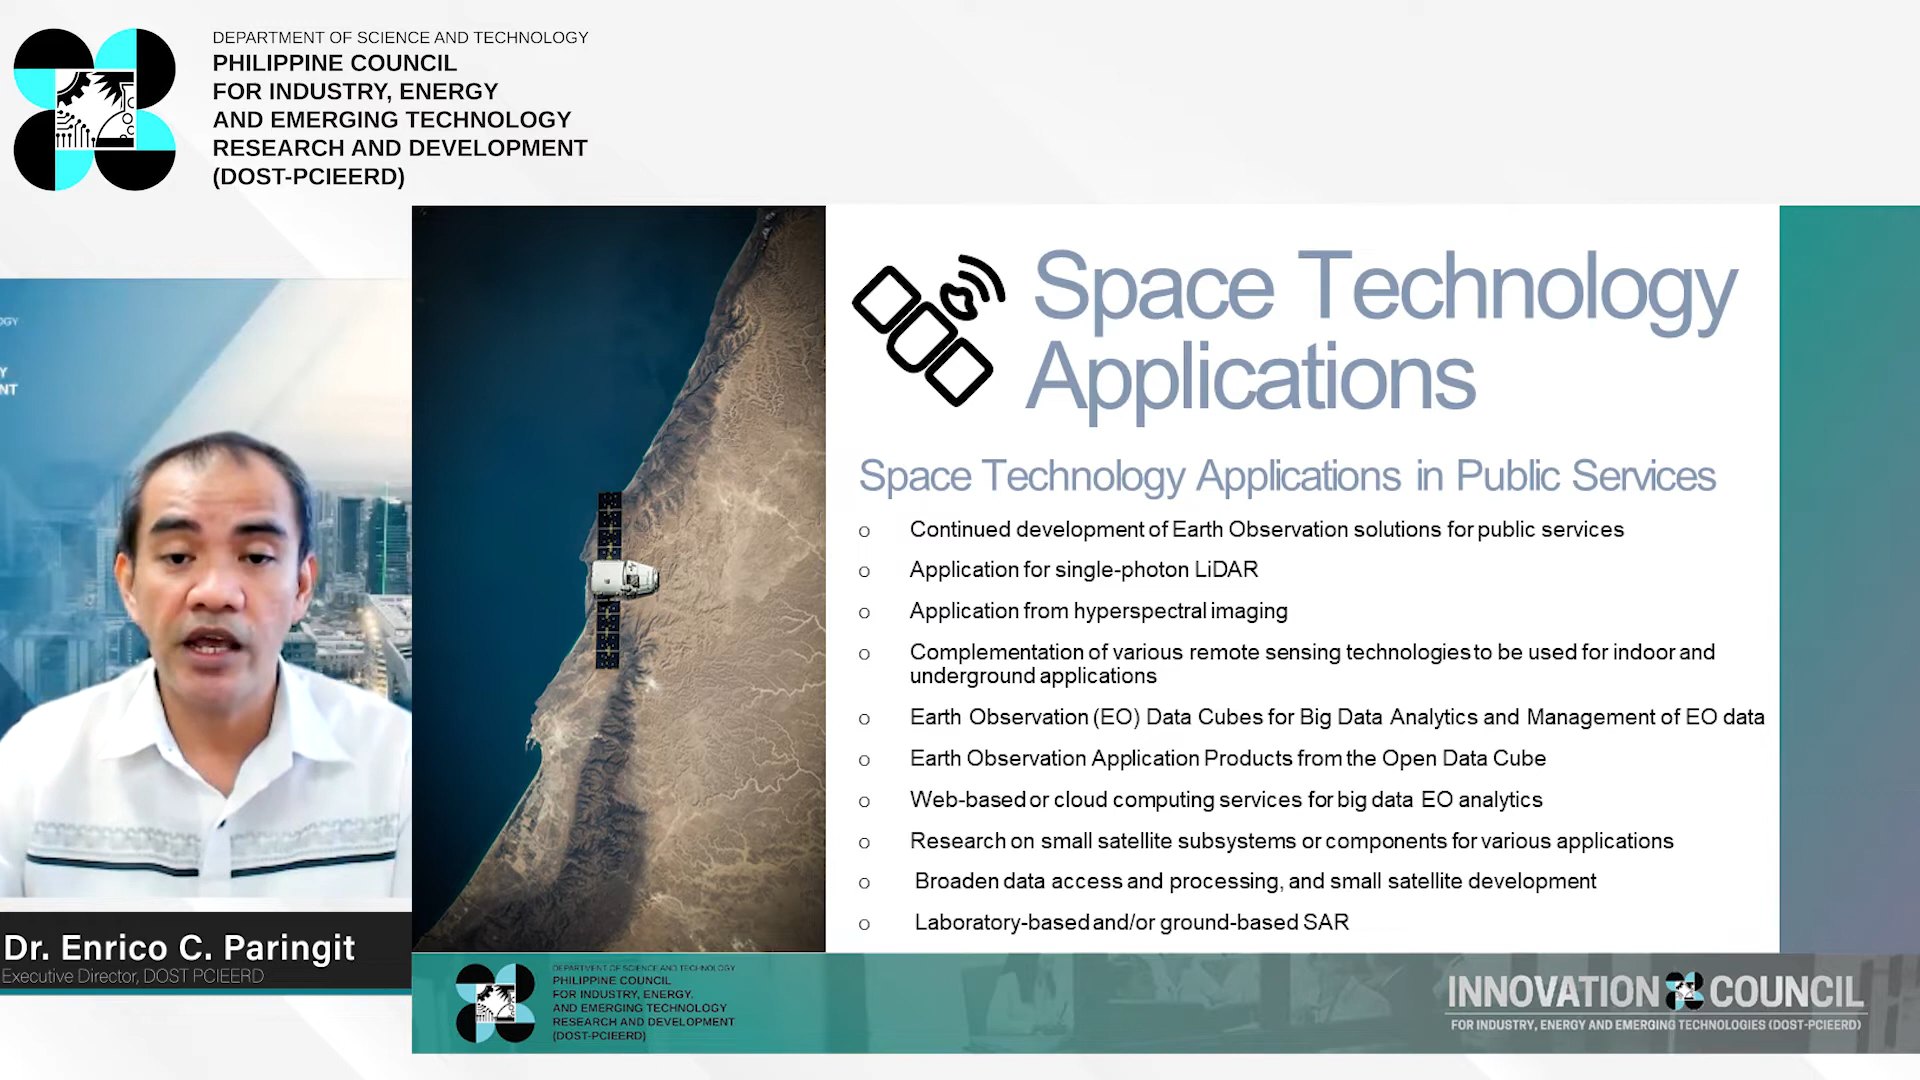 DEPARTMENT OF SCIENCE AND TECHNOLOGY
PHILIPPINE COUNCIL
FOR INDUSTRY, ENERGY
AND EMERGING TECHNOLOGY
RESEARCH AND DEVELOPMENT
(DOST-PCIEERD)
OGY
Y
NT
Dr. Enrico C. Paringit
Executive Director, DOST PCIEERD
Space Technology
Applications
Space Technology Applications in Public Services
o Continued development of Earth Observation solutions for public services
o Application for single-photon LiDAR
o Application from hyperspectral imaging
o Complementation of various remote sensing technologies to be used for indoor and
underground applications
o Earth Observation (EO) Data Cubes for Big Data Analytics and Management of EO data
o Earth Observation Application Products from the Open Data Cube
o Web-based or cloud computing services for big data EO analytics
o Research on small satellite subsystems or components for various applications
o Broaden data access and processing, and small satellite development
o Laboratory-based and/or ground-based SAR
DEPARTMENT OF SCIENCE AND TECHNOLOGY
PHILIPPINE COUNCIL
FOR INDUSTRY, ENERGY,
AND EMERGING TECHNOLOGY
RESEARCH AND DEVELOPMENT
(DOST-PCIEERD)
INNOVATION COUNCIL
FOR INDUSTRY, ENERGY AND EMERGING TECHNOLOGIES (DOST-PCIEERD)